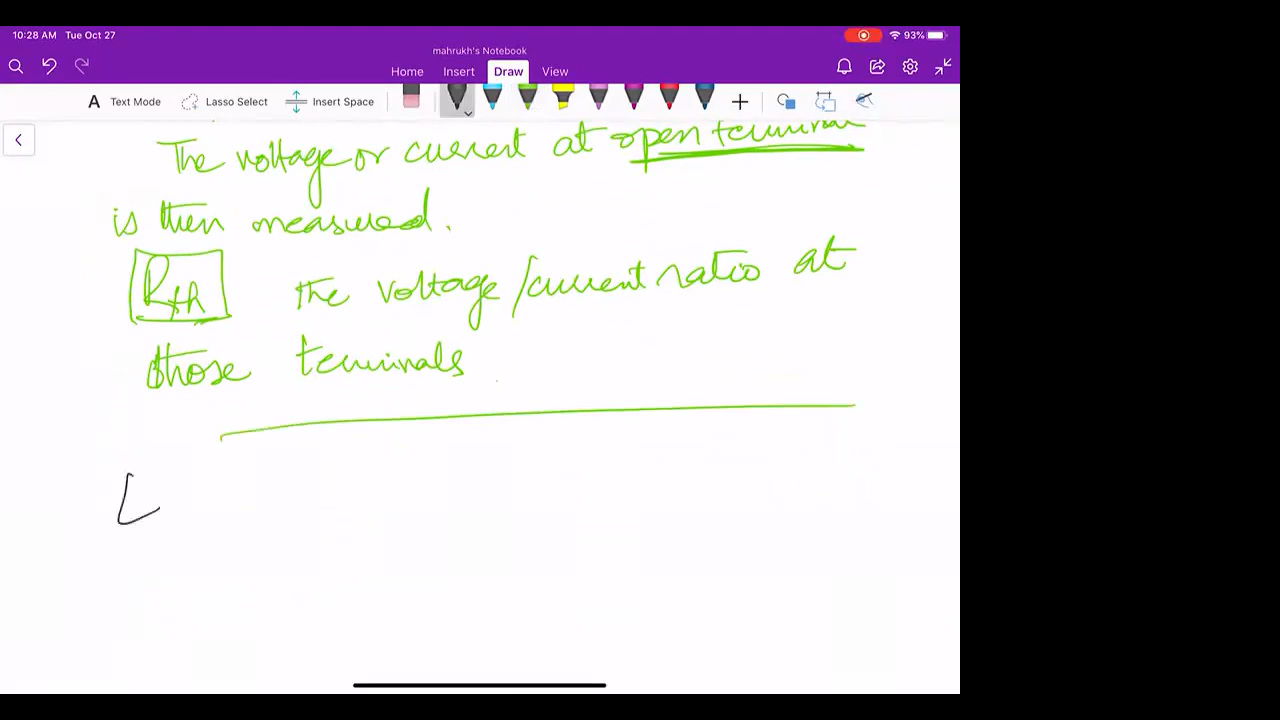 10:28 AM Tue Oct 27
93%
mahrukh's Notebook
Home Insert Draw View
A Text Mode Lasso Select Insert Space
The voltage or current at open terminal
is then measured.
Rth the voltage/current ratio at
those terminals
L